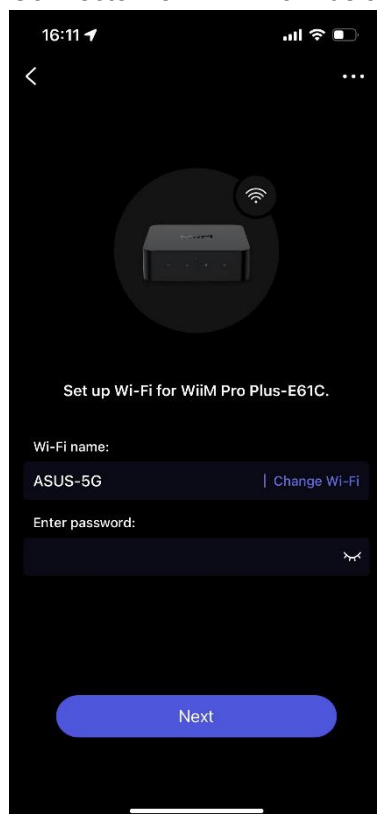 16:11
Set up Wi-Fi for WiiM Pro Plus-E61C.
Wi-Fi name:
ASUS-5G | Change Wi-Fi
Enter password:
Next